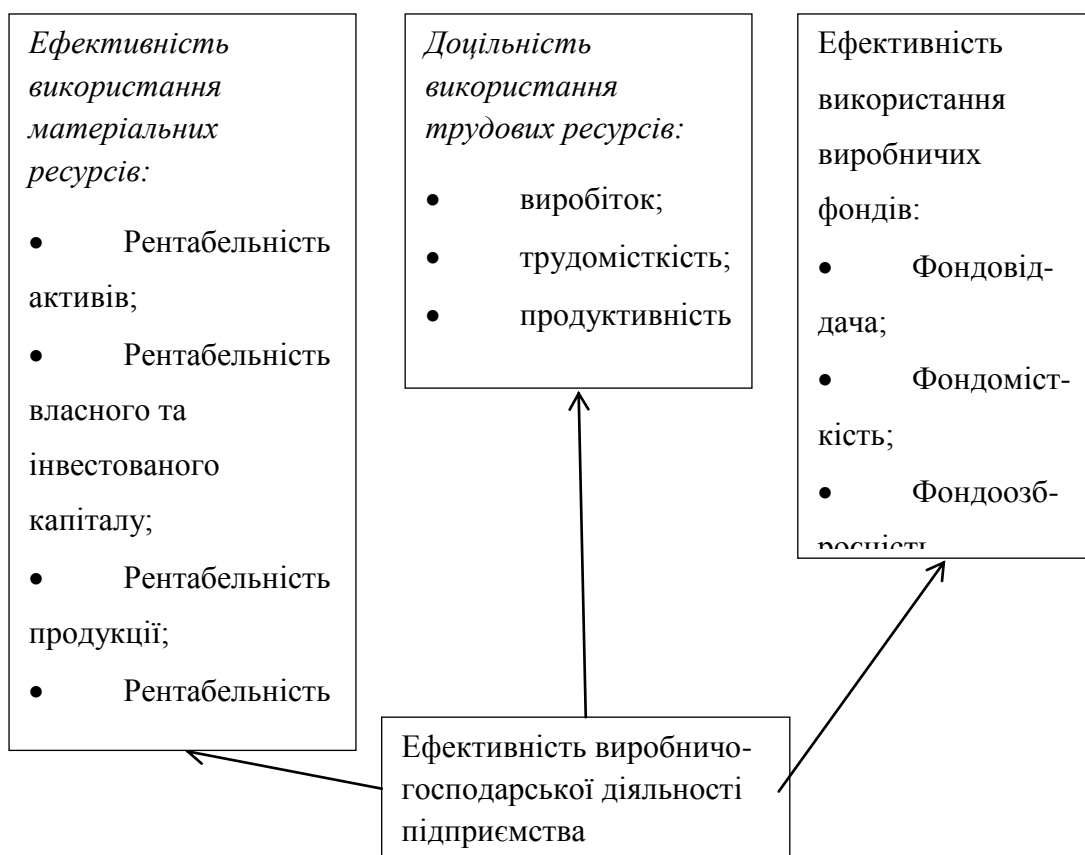 Ефективність
використання
матеріальних
ресурсів:
• Рентабельність
активів;
• Рентабельність
власного та
інвестованого
капіталу;
• Рентабельність
продукції;
• Рентабельність
Доцільність
використання
трудових ресурсів:
• виробіток;
• трудомісткість;
• продуктивність
Ефективність
використання
виробничих
фондів:
• Фондовід-
дача;
• Фондоміст-
кість;
• Фондоозб-
роєність
Ефективність виробничо-
господарської діяльності
підприємства